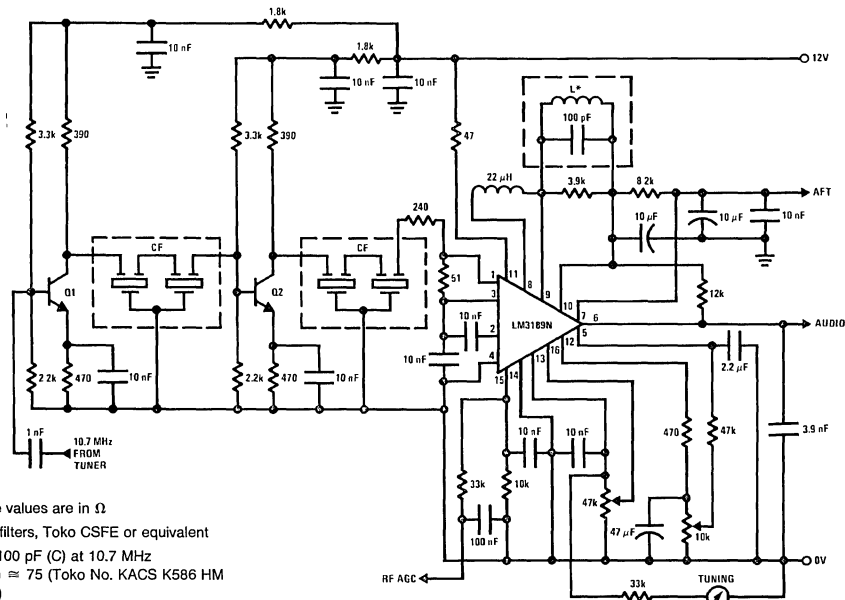 1.8k
10 nF
1.8k
12V
10 nF
10 nF
L*
100 pF
3.3k
390
3.3k
390
47
22 µH
3.9k
8 2k
AFT
240
10 µF
10 µF
10 nF
CF
CF
51
1
11
8
9
10
12k
Q1
Q2
3
LM3189N
7
6
AUDIO
5
10 nF
2
12
16
13
4
14
15
10 nF
2.2 µF
2 2k
470
10 nF
2.2k
470
10 nF
1 nF
10.7 MHz
FROM
TUNER
10 nF
10 nF
470
47k
3.9 nF
33k
10k
47k
47 µF
10k
100 nF
0V
RF AGC
33k
TUNING
e values are in Ω
filters, Toko CSFE or equivalent
100 pF (C) at 10.7 MHz
≅ 75 (Toko No. KACS K586 HM
)